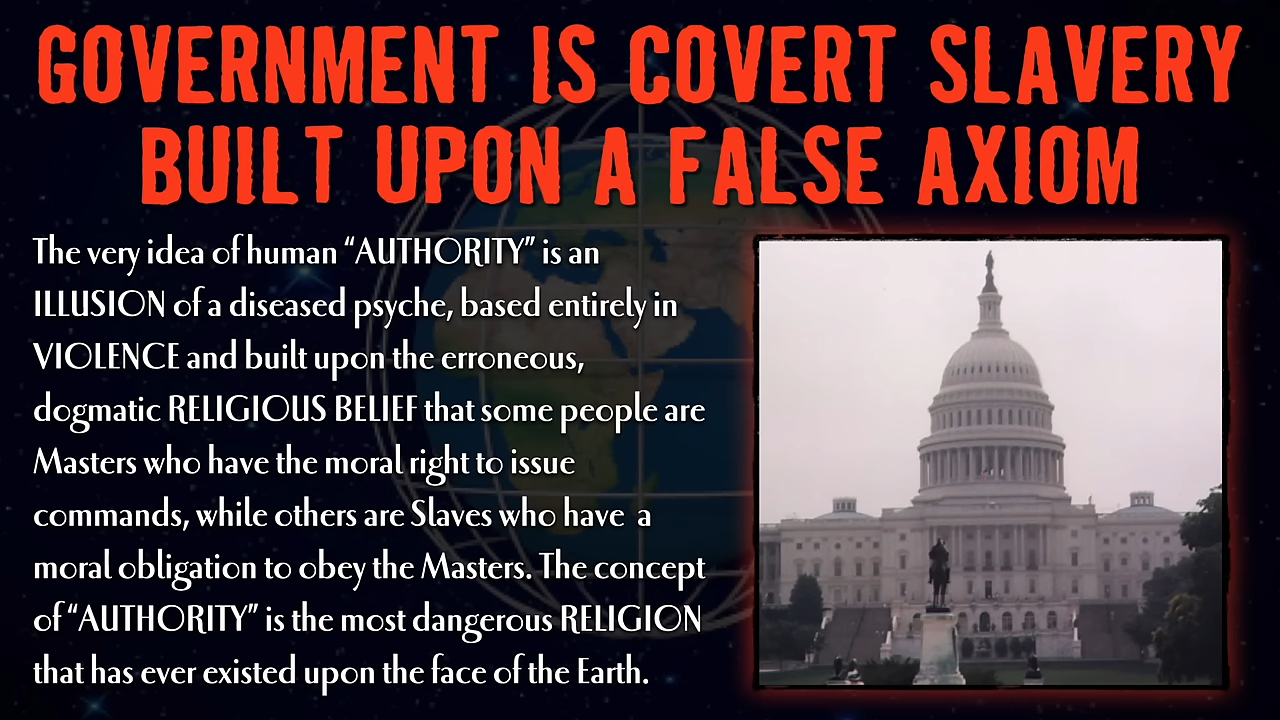 GOVERNMENT IS COVERT SLAVERY
BUILT UPON A FALSE AXIOM
The very idea of human “AUTHORITY” is an
ILLUSION of a diseased psyche, based entirely in
VIOLENCE and built upon the erroneous,
dogmatic RELIGIOUS BELIEF that some people are
Masters who have the moral right to issue
commands, while others are Slaves who have  a
moral obligation to obey the Masters. The concept
of “AUTHORITY” is the most dangerous RELIGION
that has ever existed upon the face of the Earth.